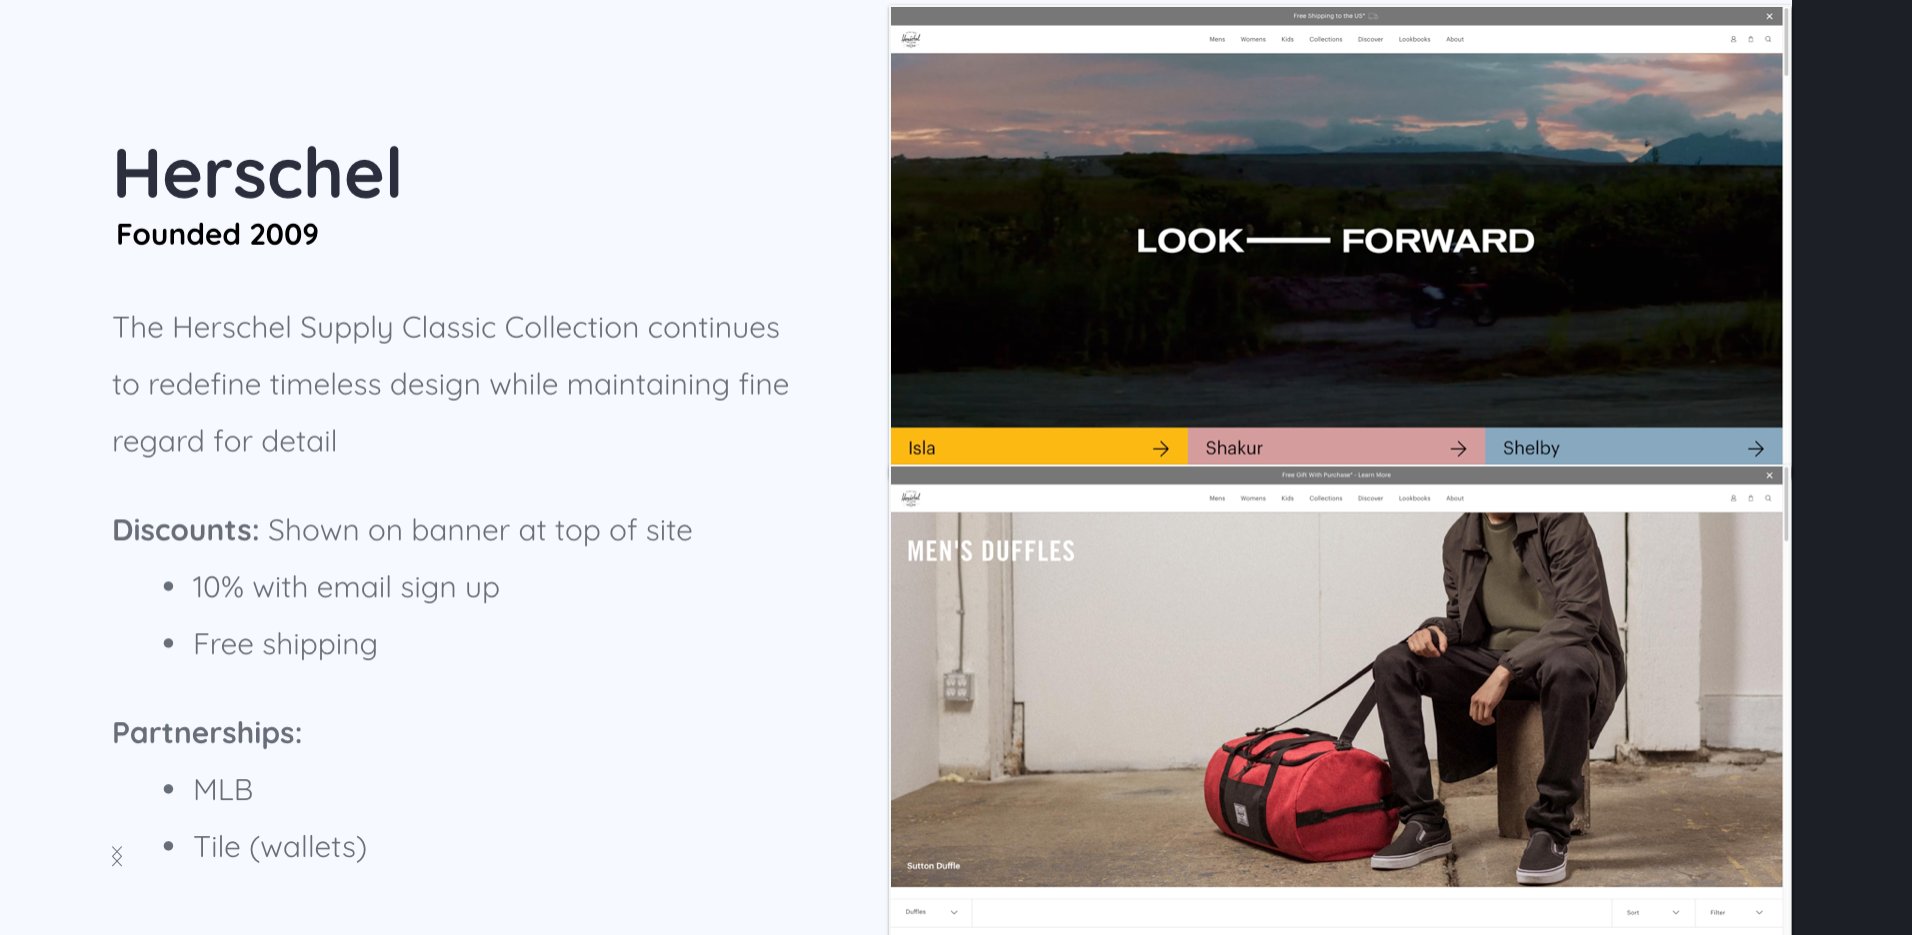 Herschel
Founded 2009
The Herschel Supply Classic Collection continues
to redefine timeless design while maintaining fine
regard for detail
Discounts: Shown on banner at top of site
• 10% with email sign up
• Free shipping
Partnerships:
• MLB
• Tile (wallets)
Free Shipping to the US*
Herschel
Mens Womens Kids Collections Discover Lookbooks About
LOOK—— FORWARD
Isla
Shakur
Shelby
Free Gift With Purchase* - Learn More
Herschel
Mens Womens Kids Collections Discover Lookbooks About
MEN'S DUFFLES
Sutton Duffle
Duffles
Sort
Filter